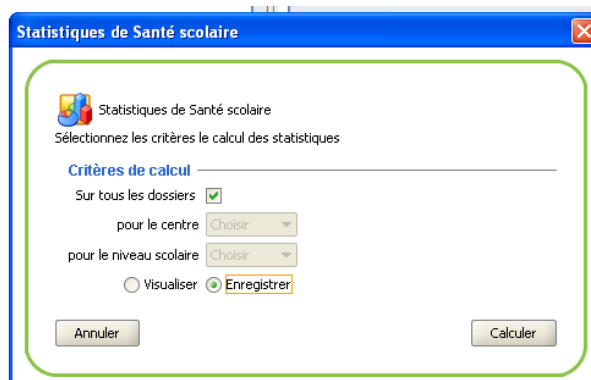 Statistiques de Santé scolaire
Statistiques de Santé scolaire
Sélectionnez les critères le calcul des statistiques
Critères de calcul
Sur tous les dossiers
pour le centre Choisir
pour le niveau scolaire Choisir
Visualiser Enregistrer
Annuler Calculer